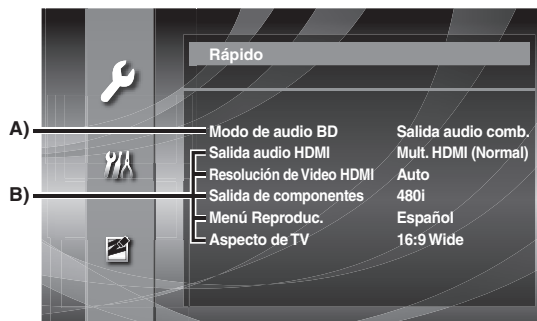 Rápido
A) Modo de audio BD Salida audio comb.
Salida audio HDMI Mult. HDMI (Normal)
Resolución de Video HDMI Auto
B) Salida de componentes 480i
Menú Reproduc. Español
Aspecto de TV 16:9 Wide